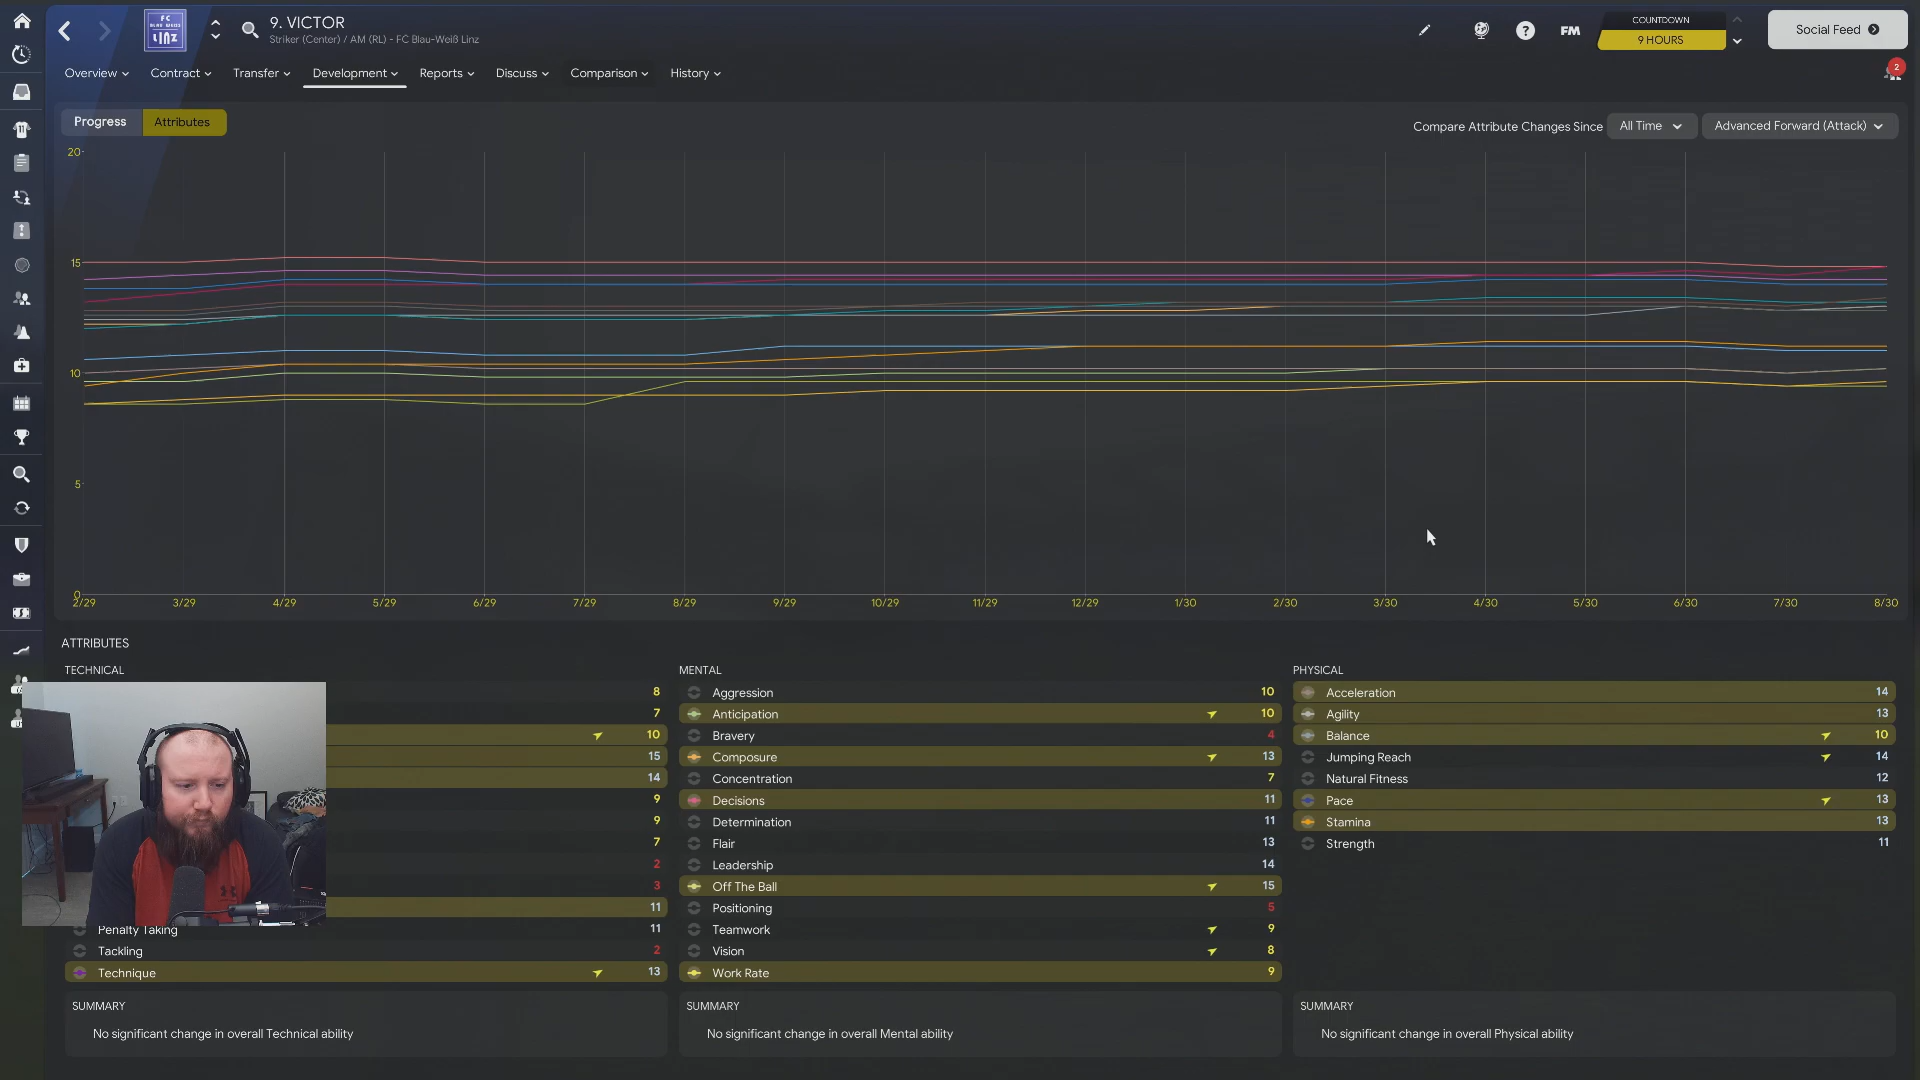 FC
BLAU WEISS
LINZ
9. VICTOR
Striker (Center) / AM (RL) - FC Blau-Weiß Linz
FM
COUNTDOWN
9 HOURS
Social Feed
Overview
Contract
Transfer
Development
Reports
Discuss
Comparison
History
2
Progress
Attributes
Compare Attribute Changes Since
All Time
Advanced Forward (Attack)
20
15
10
5
0
2/29
3/29
4/29
5/29
6/29
7/29
8/29
9/29
10/29
11/29
12/29
1/30
2/30
3/30
4/30
5/30
6/30
7/30
8/30
ATTRIBUTES
TECHNICAL
8
7
10
15
14
9
9
7
2
3
11
Penalty Taking 11
Tackling 2
Technique 13
SUMMARY
No significant change in overall Technical ability
MENTAL
Aggression 10
Anticipation 10
Bravery 4
Composure 13
Concentration 7
Decisions 11
Determination 11
Flair 13
Leadership 14
Off The Ball 15
Positioning 5
Teamwork 9
Vision 8
Work Rate 9
SUMMARY
No significant change in overall Mental ability
PHYSICAL
Acceleration 14
Agility 13
Balance 10
Jumping Reach 14
Natural Fitness 12
Pace 13
Stamina 13
Strength 11
SUMMARY
No significant change in overall Physical ability